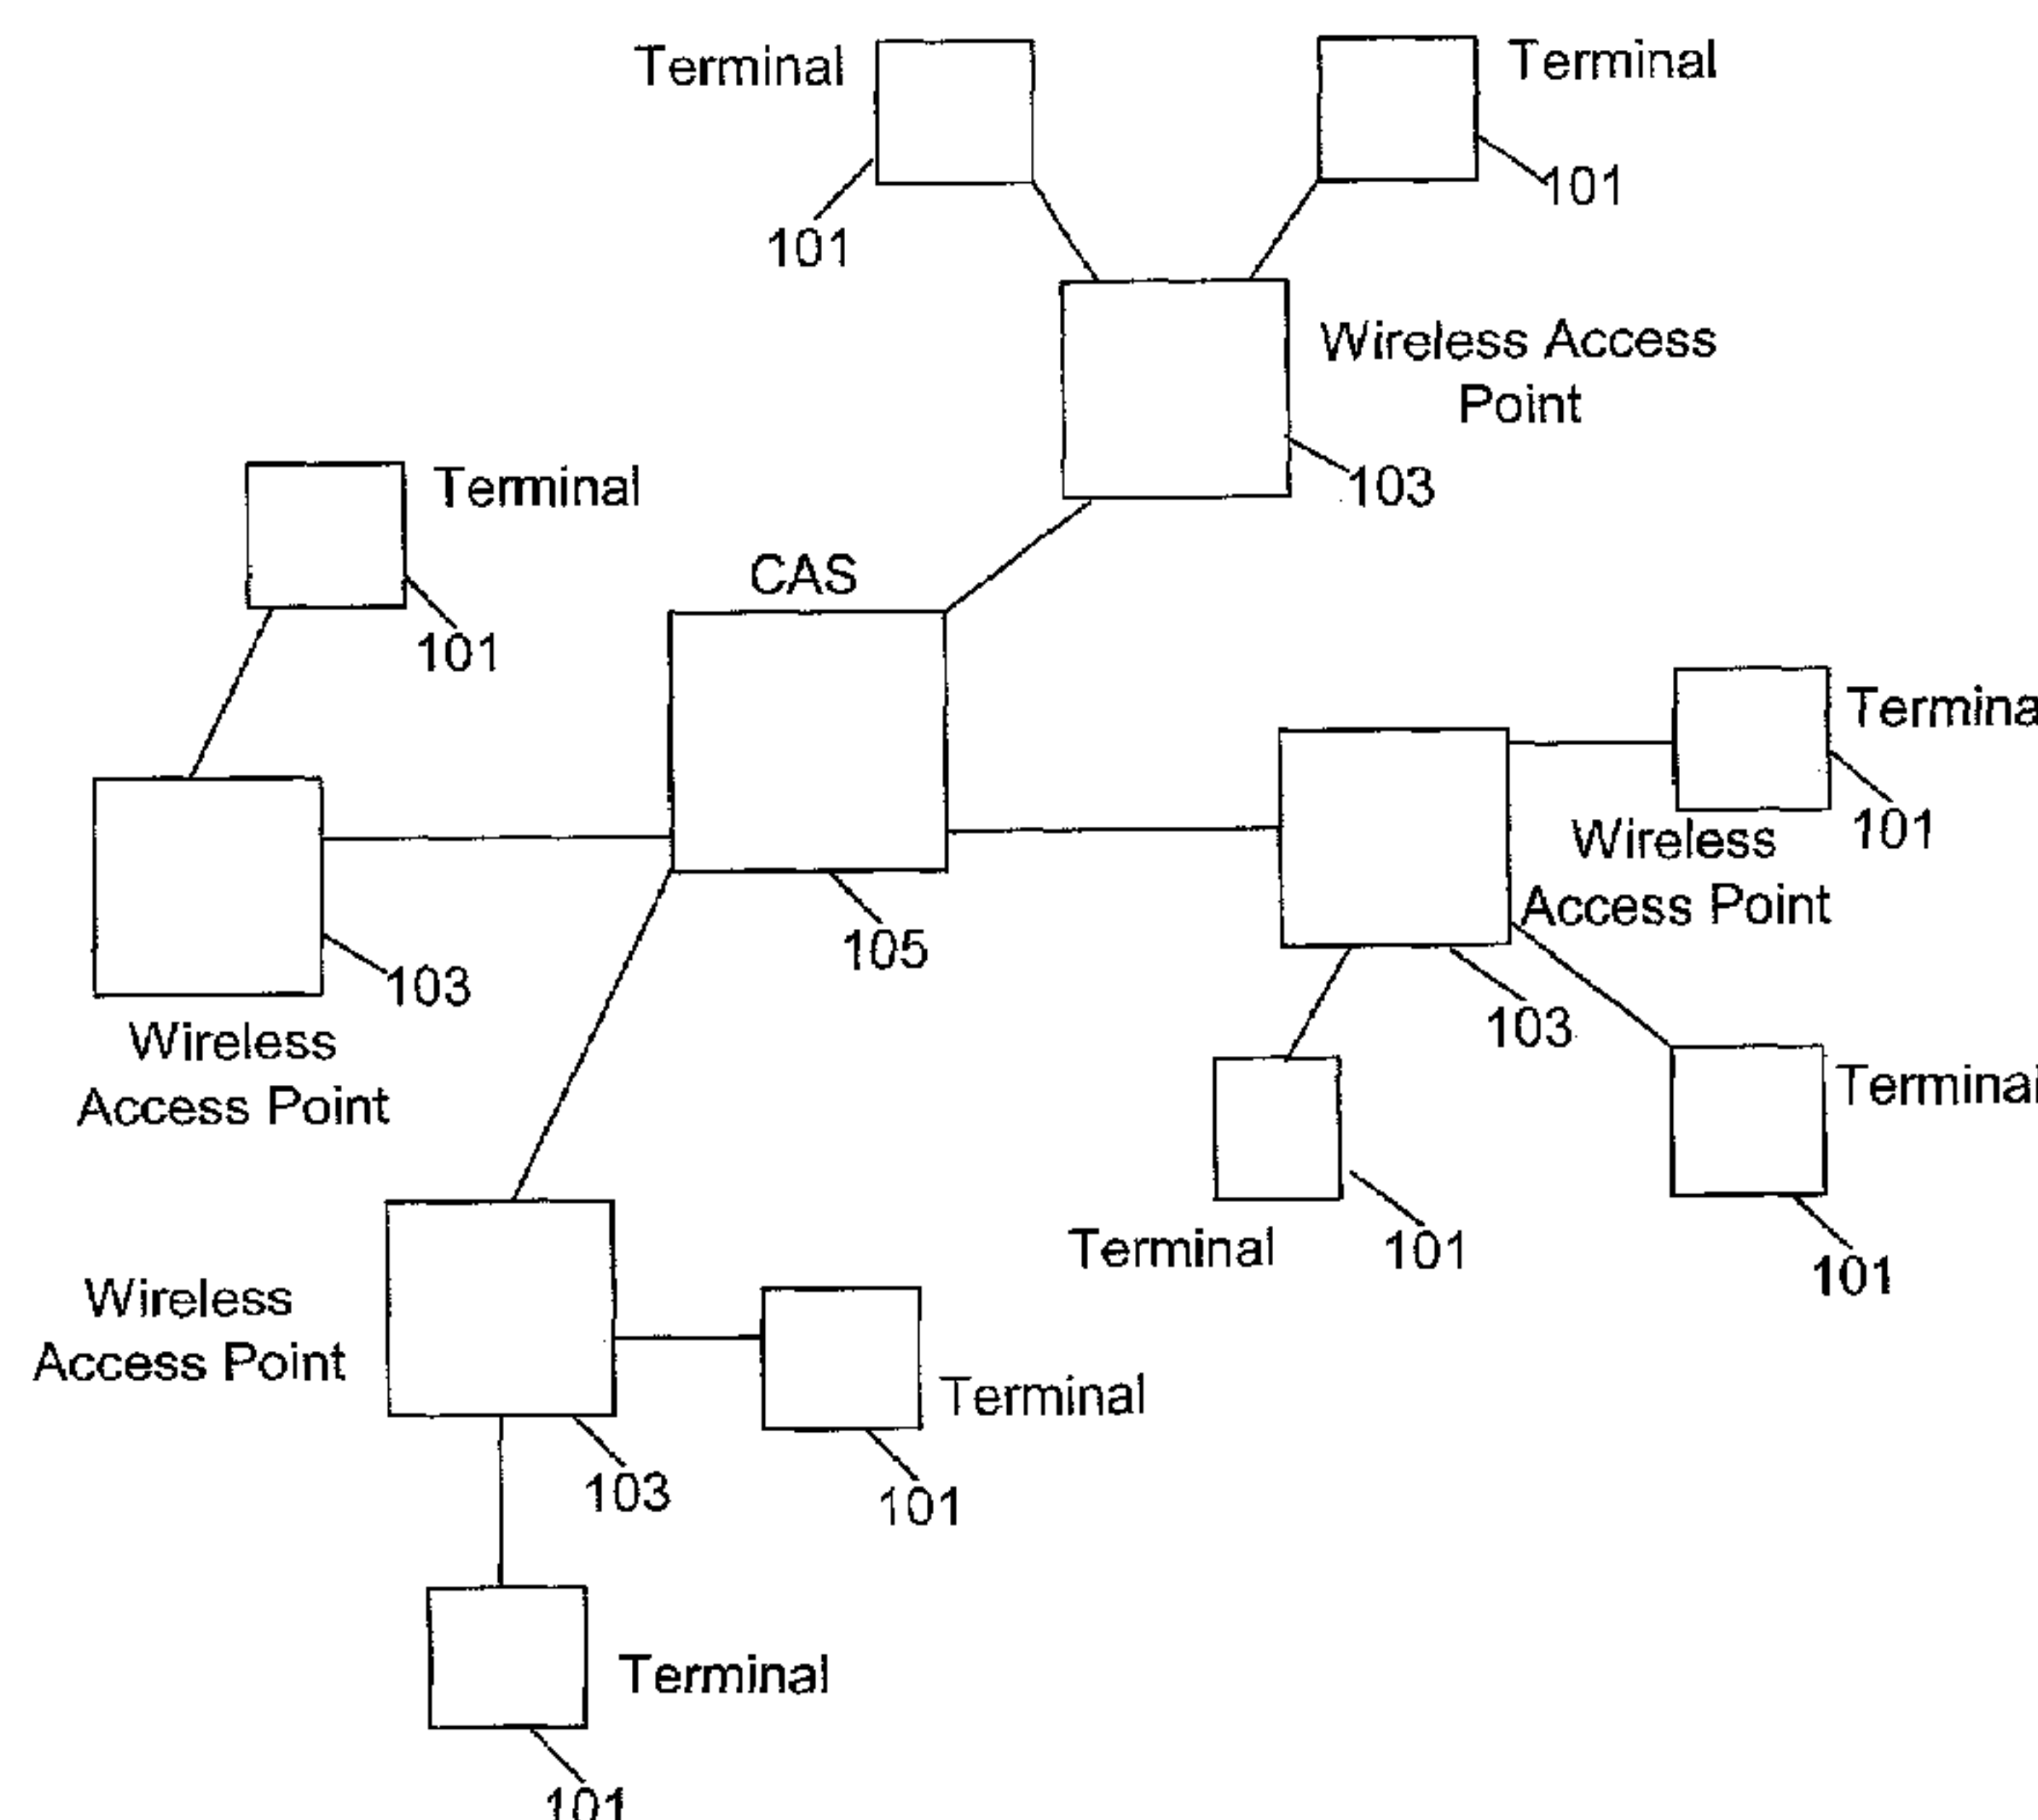 Terminal
Terminal
101
101
Wireless Access
Point
103
Terminal
101
CAS
105
Termina
101
Wireless
Access Point
103
103
Wireless
Access Point
Terminal
101
Terminal
101
Wireless
Access Point
103
Terminal
101
Terminal
101